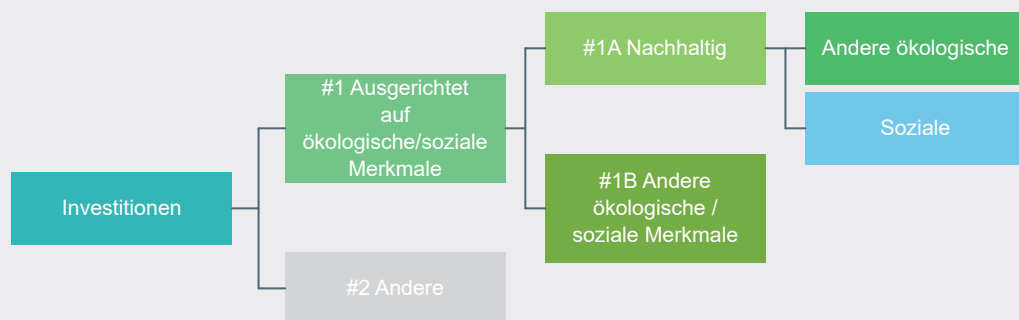 Investitionen
#1 Ausgerichtet
auf
ökologische/soziale
Merkmale
#2 Andere
#1A Nachhaltig
#1B Andere
ökologische /
soziale Merkmale
Andere ökologische
Soziale